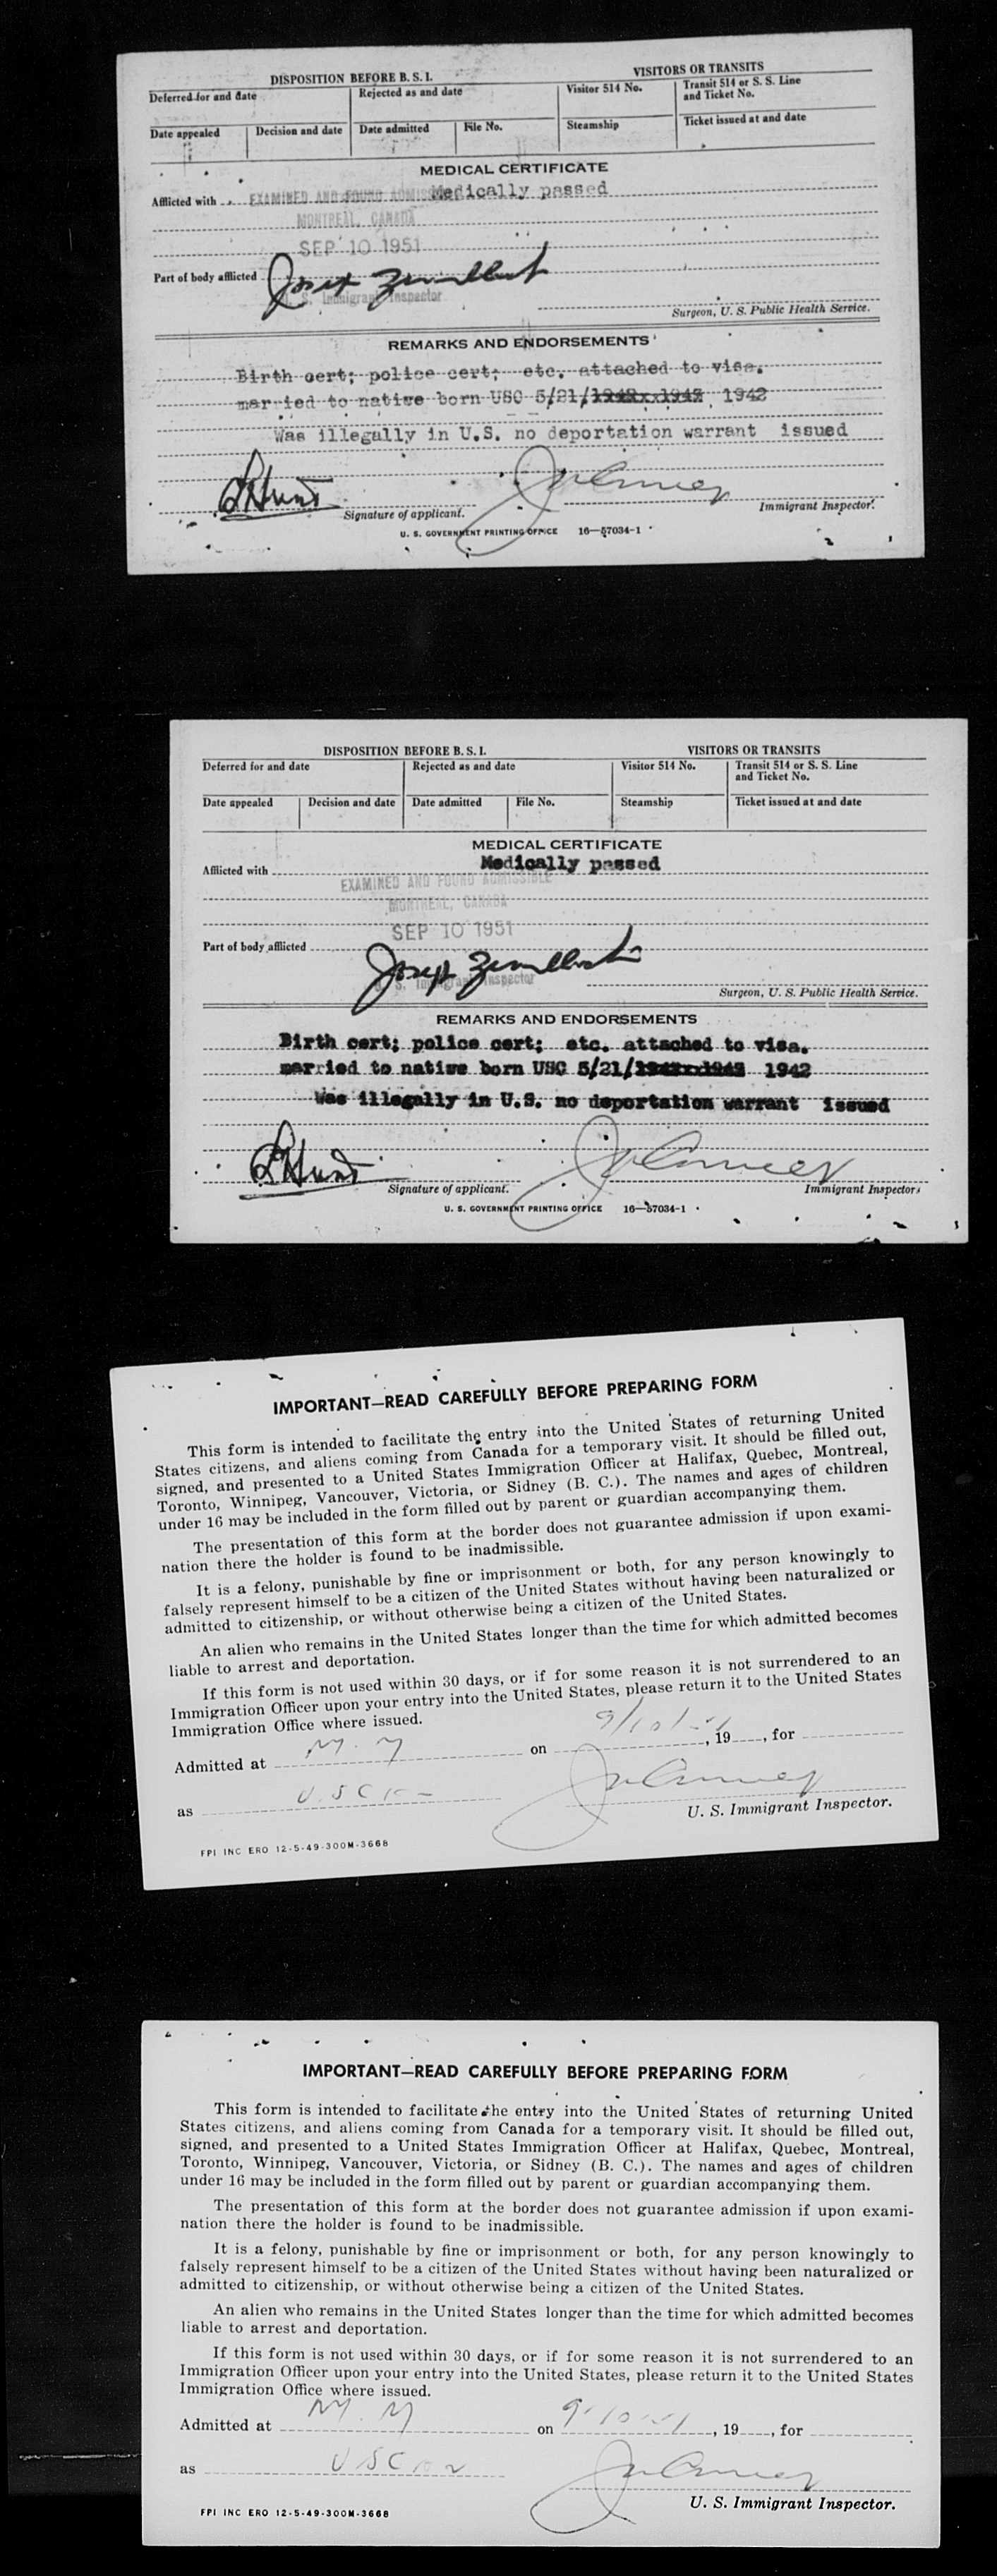 DISPOSITION BEFORE B. S. I.
VISITORS OR TRANSITS
Deferred for and date
Rejected as and date
Visitor 514 No.
Transit 514 or S. S. Line
and Ticket No.
Date appealed
Decision and date
Date admitted
File No.
Steamship
Ticket issued at and date
MEDICAL CERTIFICATE
Afflicted with
EXAMINED AND FOUND Medically passed
MONTREAL, CANADA
SEP 10 1951
Part of body afflicted
U. S. Immigrant Inspector
Surgeon, U. S. Public Health Service.
REMARKS AND ENDORSEMENTS
Birth cert; police cert; etc. attached to visa.
married to native born USC 5/21/ 1942
Was illegally in U.S. no deportation warrant issued
Signature of applicant.
Immigrant Inspector.
U. S. GOVERNMENT PRINTING OFFICE 16—57034-1
DISPOSITION BEFORE B. S. I.
VISITORS OR TRANSITS
Deferred for and date
Rejected as and date
Visitor 514 No.
Transit 514 or S. S. Line
and Ticket No.
Date appealed
Decision and date
Date admitted
File No.
Steamship
Ticket issued at and date
MEDICAL CERTIFICATE
Medically passed
Afflicted with
EXAMINED AND FOUND ADMISSIBLE
MONTREAL, CANADA
SEP 10 1951
Part of body afflicted
U. S. Immigrant Inspector
Surgeon, U. S. Public Health Service.
REMARKS AND ENDORSEMENTS
Birth cert; police cert; etc. attached to visa.
married to native born USC 5/21/ 1942
Was illegally in U.S. no deportation warrant issued
Signature of applicant.
Immigrant Inspector
U. S. GOVERNMENT PRINTING OFFICE 16—57034-1
IMPORTANT—READ CAREFULLY BEFORE PREPARING FORM
This form is intended to facilitate the entry into the United States of returning United
States citizens, and aliens coming from Canada for a temporary visit. It should be filled out,
signed, and presented to a United States Immigration Officer at Halifax, Quebec, Montreal,
Toronto, Winnipeg, Vancouver, Victoria, or Sidney (B. C.). The names and ages of children
under 16 may be included in the form filled out by parent or guardian accompanying them.
The presentation of this form at the border does not guarantee admission if upon exami-
nation there the holder is found to be inadmissible.
It is a felony, punishable by fine or imprisonment or both, for any person knowingly to
falsely represent himself to be a citizen of the United States without having been naturalized or
admitted to citizenship, or without otherwise being a citizen of the United States.
An alien who remains in the United States longer than the time for which admitted becomes
liable to arrest and deportation.
If this form is not used within 30 days, or if for some reason it is not surrendered to an
Immigration Officer upon your entry into the United States, please return it to the United States
Immigration Office where issued.
Admitted at on 9/10/51, 19, for
as
U. S. Immigrant Inspector.
FPI INC ERO 12-5-49-300M-3668
IMPORTANT—READ CAREFULLY BEFORE PREPARING FORM
This form is intended to facilitate the entry into the United States of returning United
States citizens, and aliens coming from Canada for a temporary visit. It should be filled out,
signed, and presented to a United States Immigration Officer at Halifax, Quebec, Montreal,
Toronto, Winnipeg, Vancouver, Victoria, or Sidney (B. C.). The names and ages of children
under 16 may be included in the form filled out by parent or guardian accompanying them.
The presentation of this form at the border does not guarantee admission if upon exami-
nation there the holder is found to be inadmissible.
It is a felony, punishable by fine or imprisonment or both, for any person knowingly to
falsely represent himself to be a citizen of the United States without having been naturalized or
admitted to citizenship, or without otherwise being a citizen of the United States.
An alien who remains in the United States longer than the time for which admitted becomes
liable to arrest and deportation.
If this form is not used within 30 days, or if for some reason it is not surrendered to an
Immigration Officer upon your entry into the United States, please return it to the United States
Immigration Office where issued.
Admitted at on 9-10-51, 19, for
as
U. S. Immigrant Inspector.
FPI INC ERO 12-5-49-300M-3668